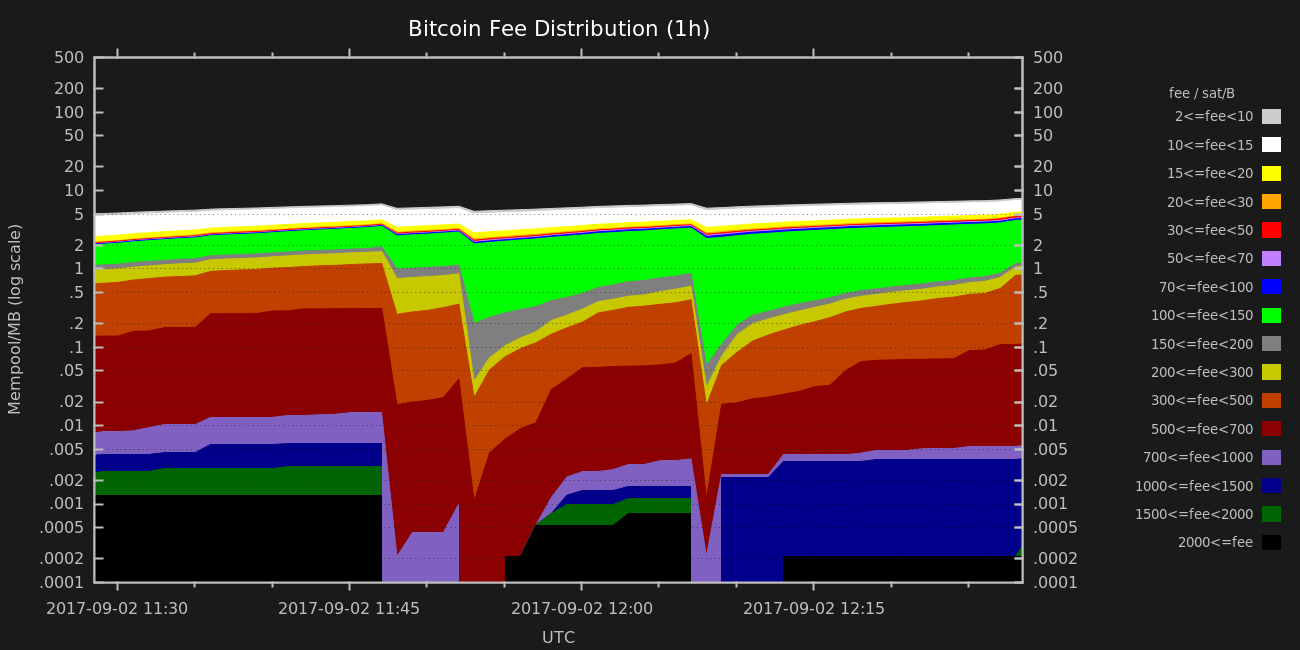 Bitcoin Fee Distribution (1h)
500
200
100
50
20
10
5
2
1
.5
.2
.1
.05
.02
.01
.005
.002
.001
.0005
.0002
.0001
Mempool/MB (log scale)
500
200
100
50
20
10
5
2
1
.5
.2
.1
.05
.02
.01
.005
.002
.001
.0005
.0002
.0001
2017-09-02 11:30
2017-09-02 11:45
2017-09-02 12:00
2017-09-02 12:15
UTC
fee / sat/B
2<=fee<10
10<=fee<15
15<=fee<20
20<=fee<30
30<=fee<50
50<=fee<70
70<=fee<100
100<=fee<150
150<=fee<200
200<=fee<300
300<=fee<500
500<=fee<700
700<=fee<1000
1000<=fee<1500
1500<=fee<2000
2000<=fee